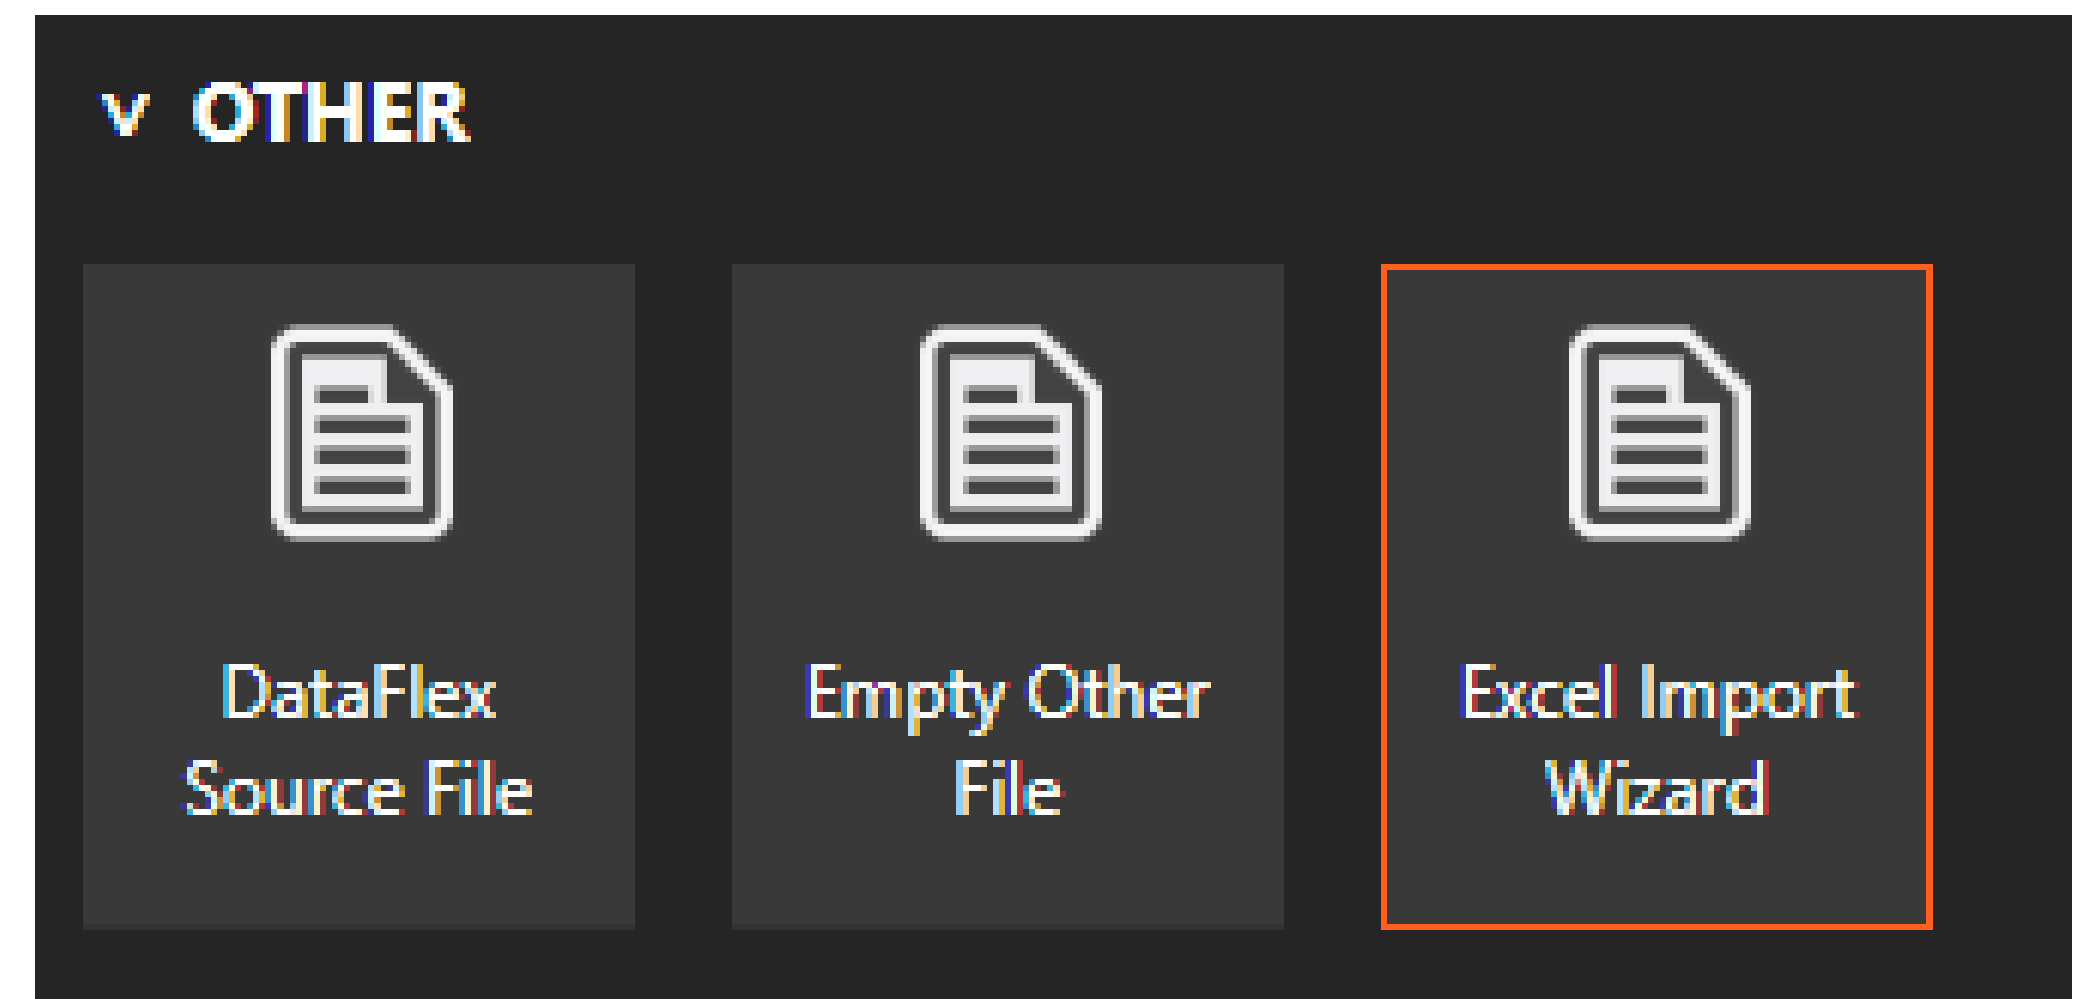 OTHER
DataFlex
Source File
Empty Other
File
Excel Import
Wizard